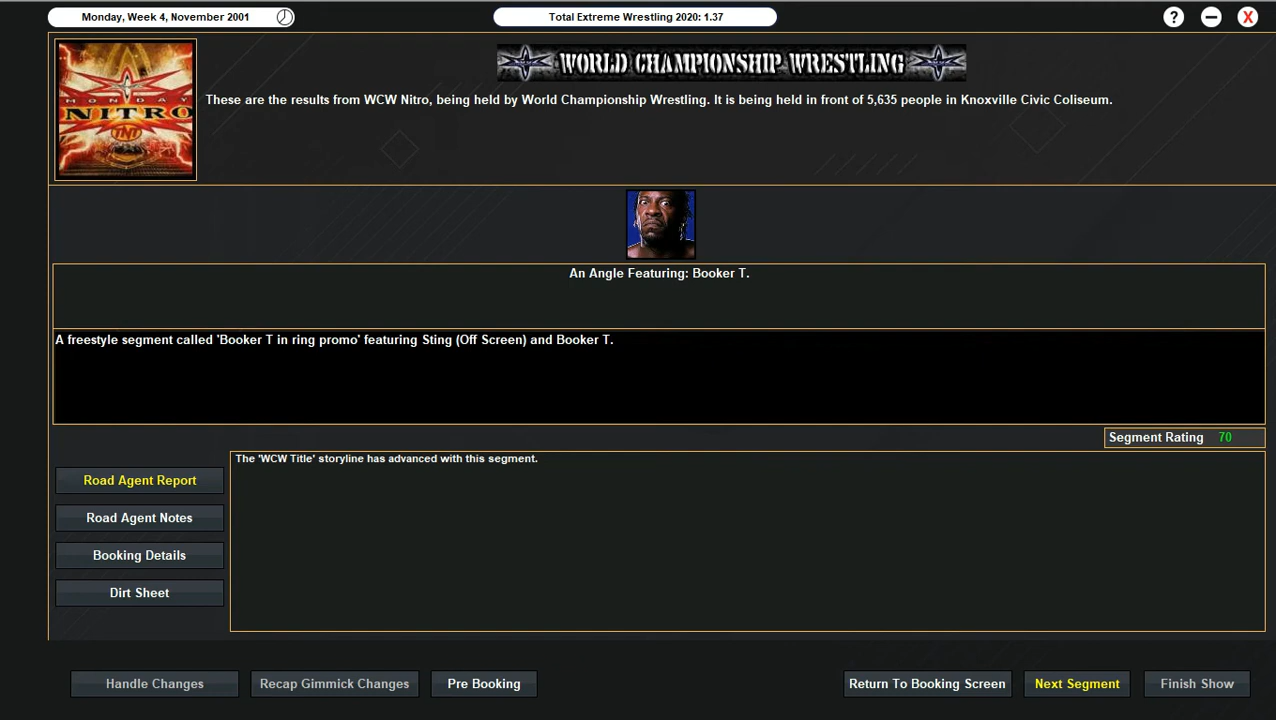 Monday, Week 4, November 2001
Total Extreme Wrestling 2020: 1.37
?
X
WORLD CHAMPIONSHIP WRESTLING
MONDAY
NITRO
TNT
These are the results from WCW Nitro, being held by World Championship Wrestling. It is being held in front of 5,635 people in Knoxville Civic Coliseum.
An Angle Featuring: Booker T.
A freestyle segment called 'Booker T in ring promo' featuring Sting (Off Screen) and Booker T.
Segment Rating 70
Road Agent Report
The 'WCW Title' storyline has advanced with this segment.
Road Agent Notes
Booking Details
Dirt Sheet
Handle Changes
Recap Gimmick Changes
Pre Booking
Return To Booking Screen
Next Segment
Finish Show